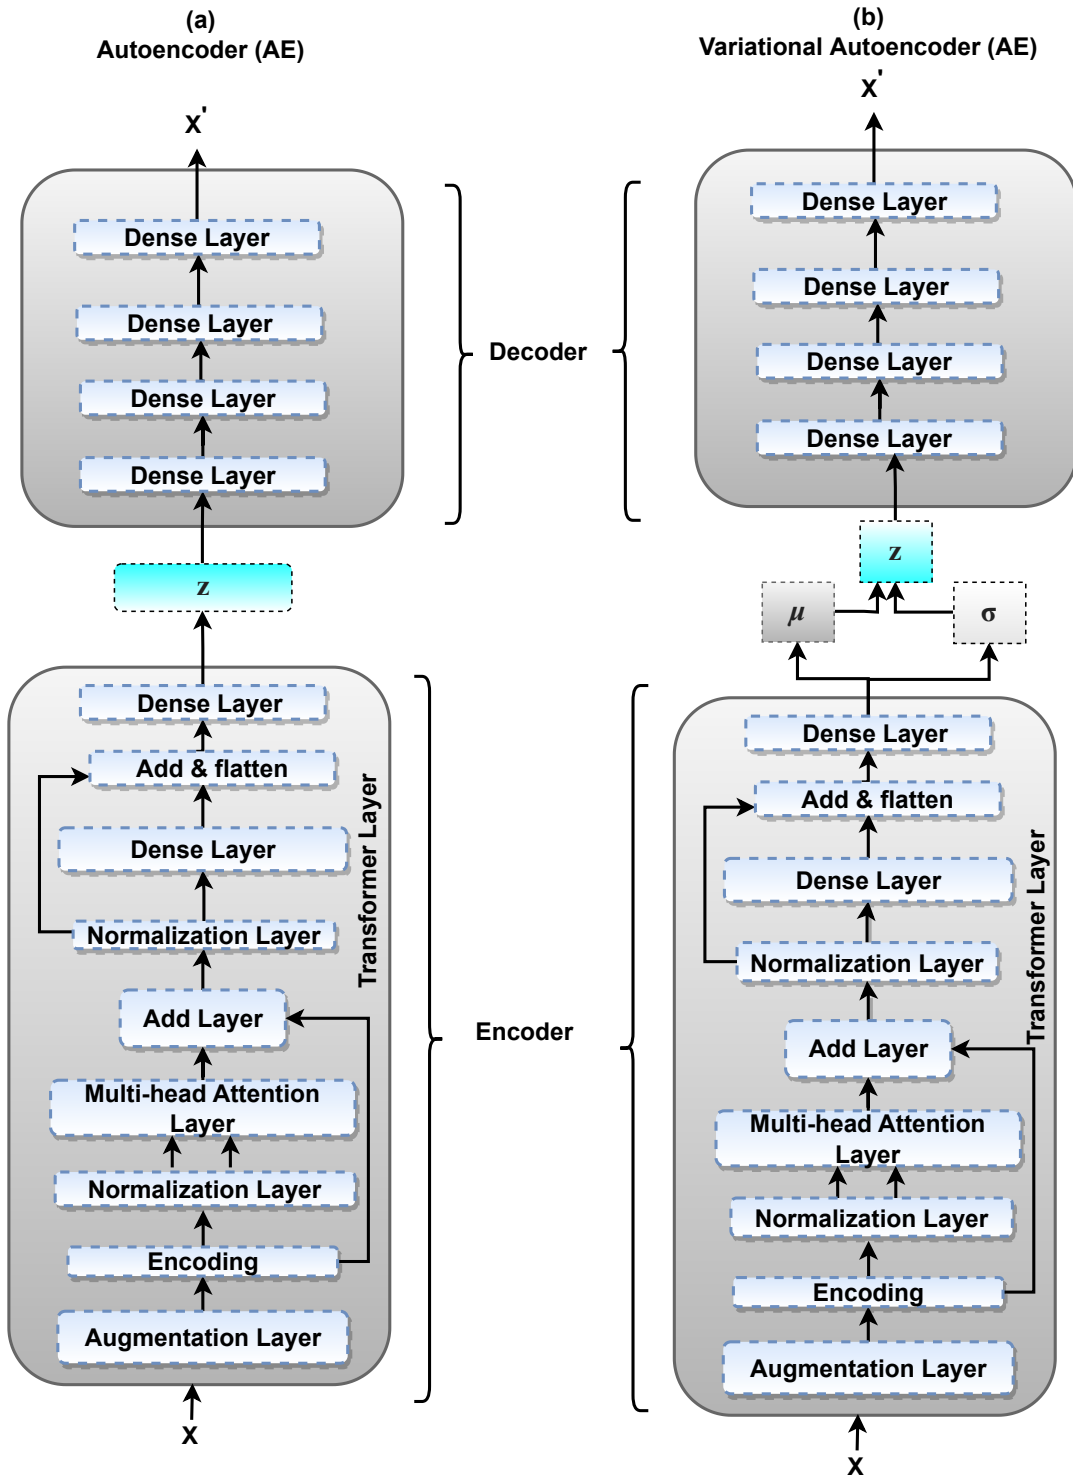 (a)
Autoencoder (AE)
X'
Dense Layer
Dense Layer
Dense Layer
Dense Layer
z
Dense Layer
Add & flatten
Dense Layer
Normalization Layer
Add Layer
Multi-head Attention
Layer
Normalization Layer
Encoding
Augmentation Layer
Transformer Layer
X
Decoder
Encoder
(b)
Variational Autoencoder (AE)
X'
Dense Layer
Dense Layer
Dense Layer
Dense Layer
z
μ
σ
Dense Layer
Add & flatten
Dense Layer
Normalization Layer
Add Layer
Multi-head Attention
Layer
Normalization Layer
Encoding
Augmentation Layer
Transformer Layer
X